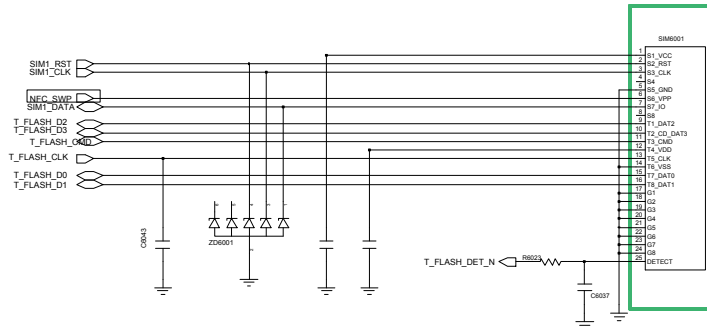 SIM6001
1 S1_VCC
SIM1_RST 2 S2_RST
SIM1_CLK 3 S3_CLK
4 S4
5 S5_GND
NFC_SWP 6 S6_VPP
SIM1_DATA 7 S7_IO
8 S8
T_FLASH_D2 9 T1_DAT2
T_FLASH_D3 10 T2_CD_DAT3
T_FLASH_CMD 11 T3_CMD
12 T4_VDD
T_FLASH_CLK 13 T5_CLK
14 T6_VSS
T_FLASH_D0 15 T7_DAT0
T_FLASH_D1 16 T8_DAT1
17 G1
18 G2
19 G3
20 G4
21 G5
22 G6
23 G7
24 G8
25 DETECT
C6043
ZD6001
T_FLASH_DET_N R6023
C6037